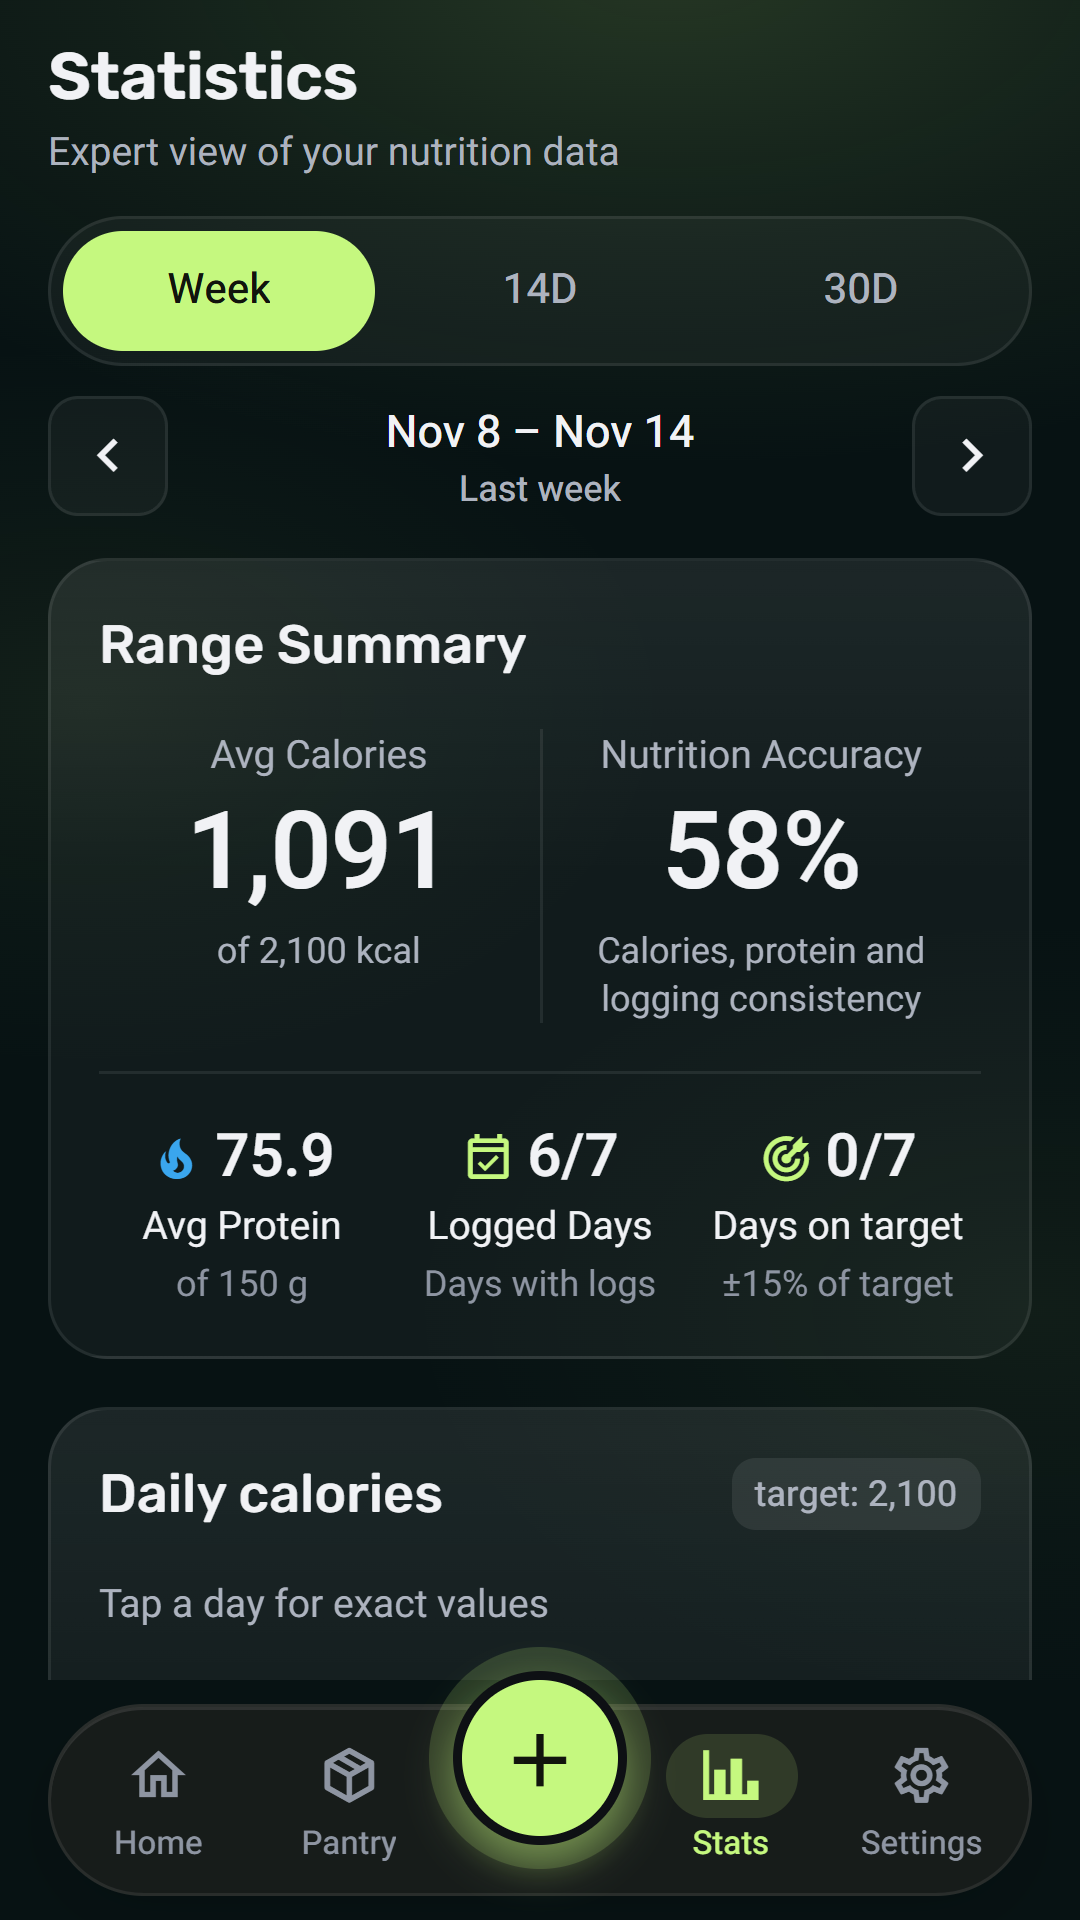 Statistics
Expert view of your nutrition data
Week 14D 30D
Nov 8 – Nov 14
Last week
Range Summary
Avg Calories Nutrition Accuracy
1,091 58%
of 2,100 kcal Calories, protein and
logging consistency
75.9 6/7 0/7
Avg Protein Logged Days Days on target
of 150 g Days with logs ±15% of target
Daily calories target: 2,100
Tap a day for exact values
Home Pantry Stats Settings